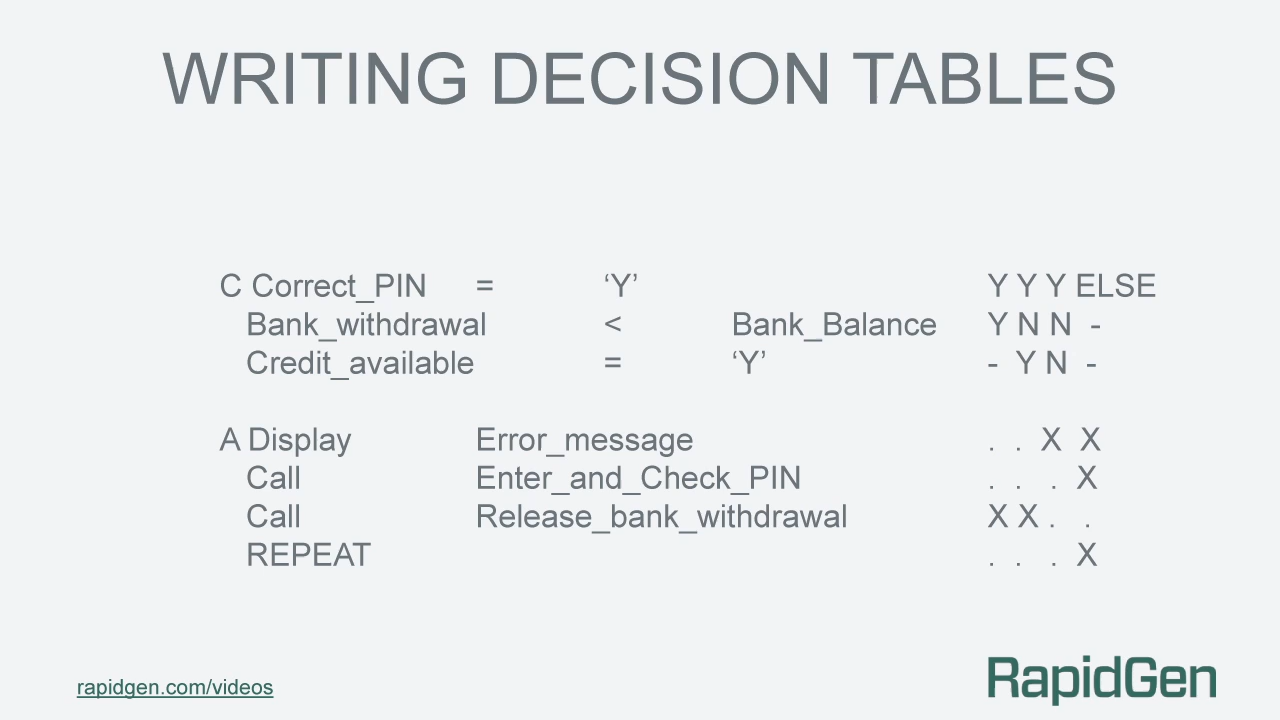 WRITING DECISION TABLES
C Correct_PIN = ‘Y’ Y Y Y ELSE
Bank_withdrawal < Bank_Balance Y N N -
Credit_available = ‘Y’ - Y N -
A Display Error_message . . X X
Call Enter_and_Check_PIN . . . X
Call Release_bank_withdrawal X X . .
REPEAT . . . X
rapidgen.com/videos
RapidGen